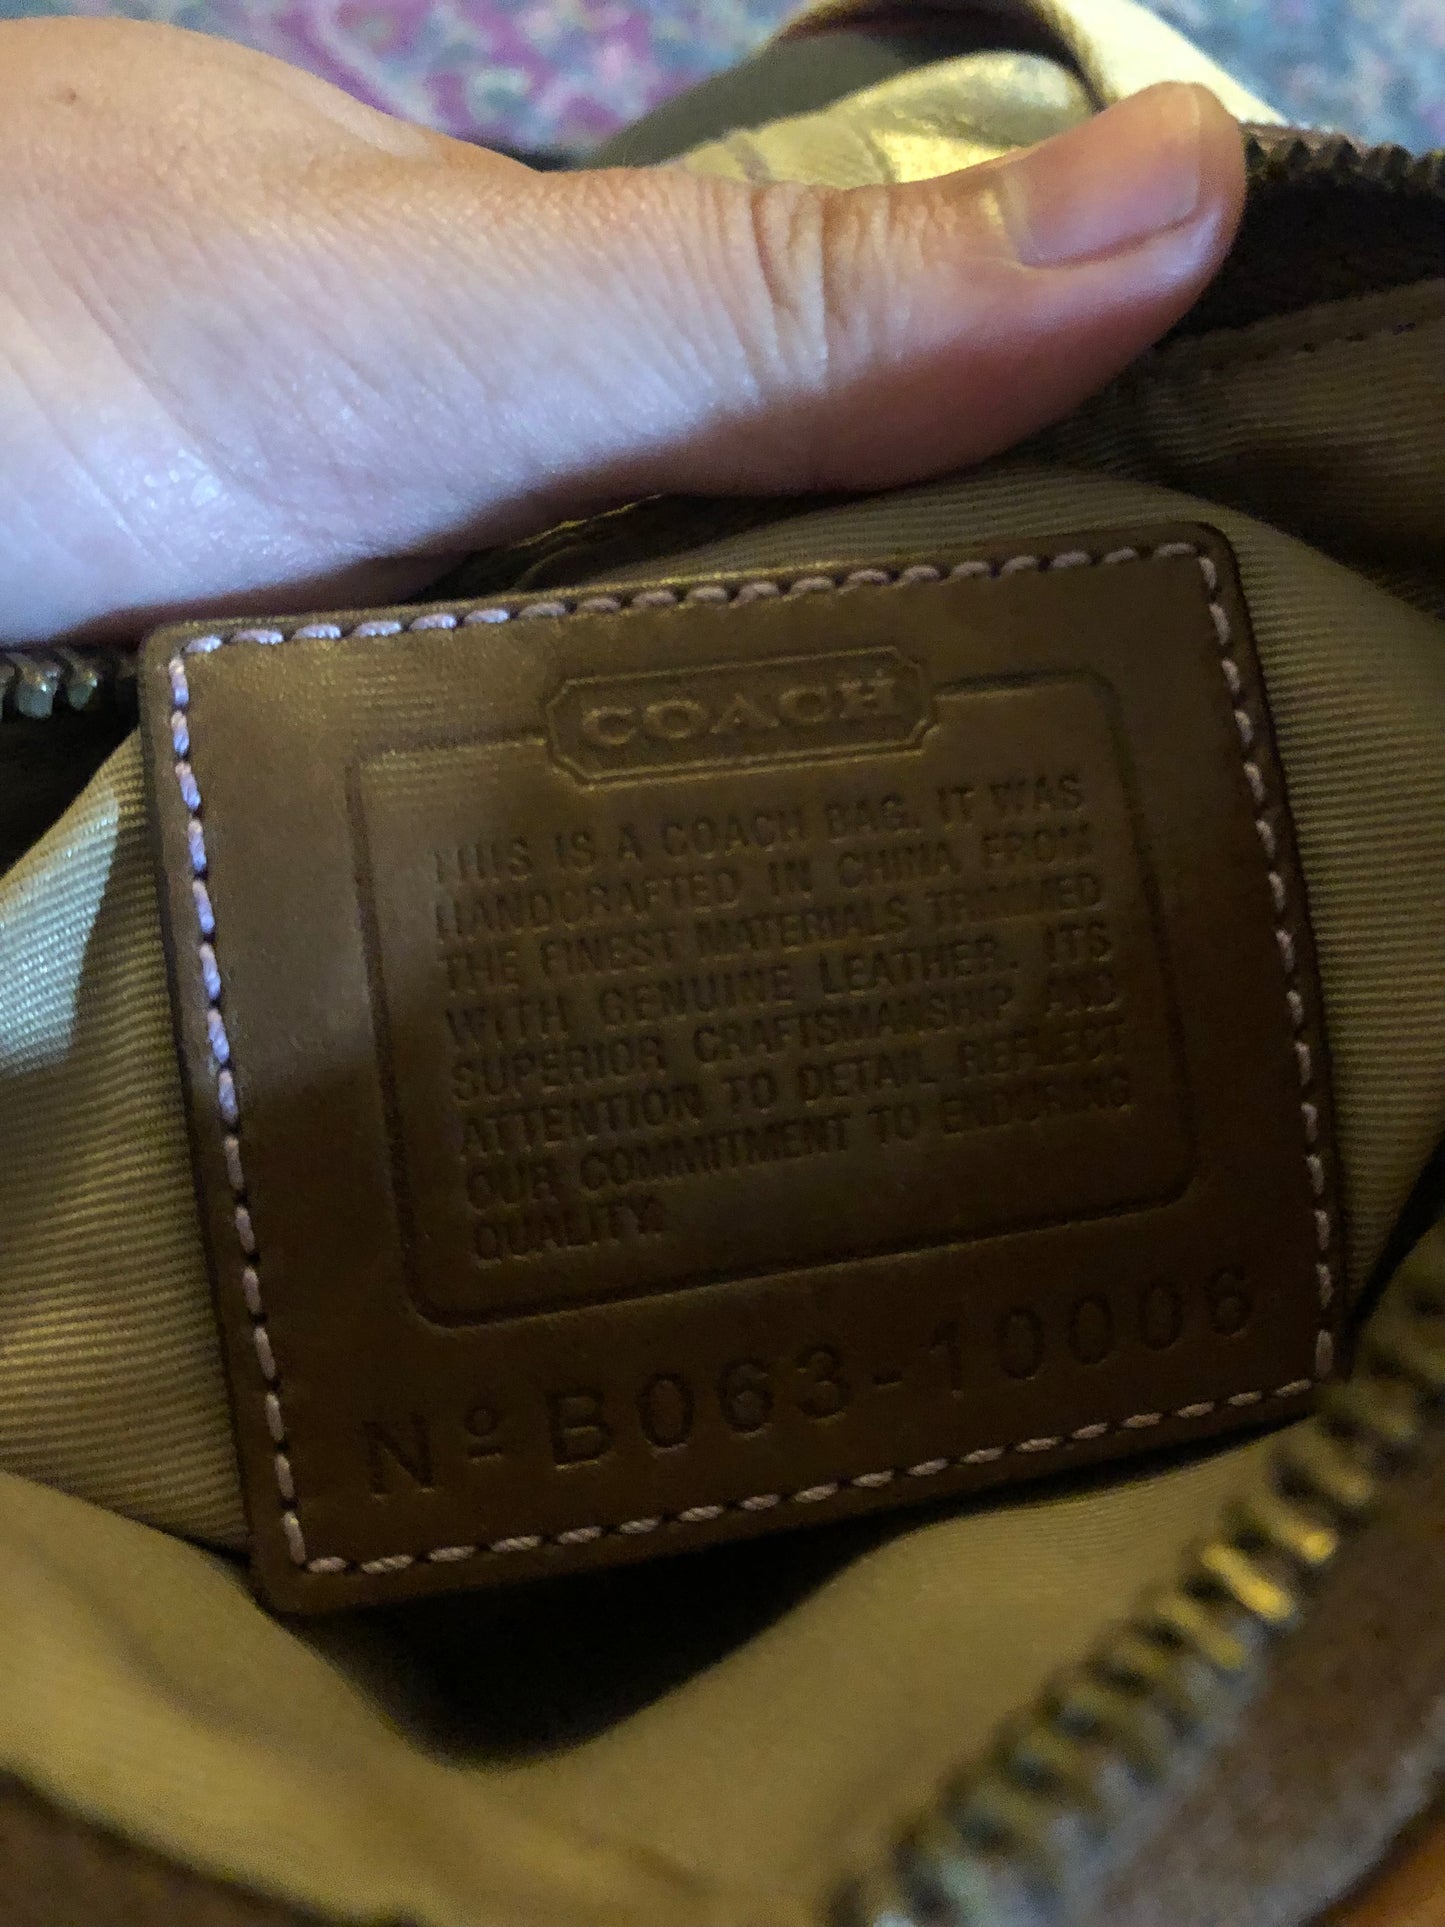 COACH
THIS IS A COACH BAG. IT WAS
HANDCRAFTED IN CHINA FROM
THE FINEST MATERIALS TRIMMED
WITH GENUINE LEATHER. ITS
SUPERIOR CRAFTSMANSHIP AND
ATTENTION TO DETAIL REFLECT
OUR COMMITMENT TO ENDURING
QUALITY.
Nº B063-10006